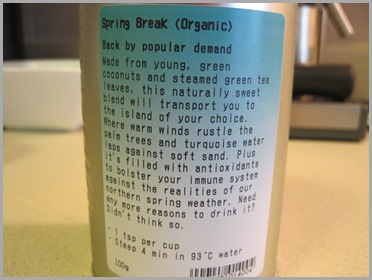 Spring Break (Organic)
Back by popular demand
Made from young, green
coconuts and steamed green tea
leaves, this naturally sweet
blend will transport you to
the island of your choice.
Where warm winds rustle the
palm trees and turquoise water
laps against soft sand. Plus
it's filled with antioxidants
to bolster your immune system
against the realities of our
northern spring weather. Need
any more reasons to drink it?
Didn't think so.
- 1 tsp per cup
- Steep 4 min in 93°C water
100g